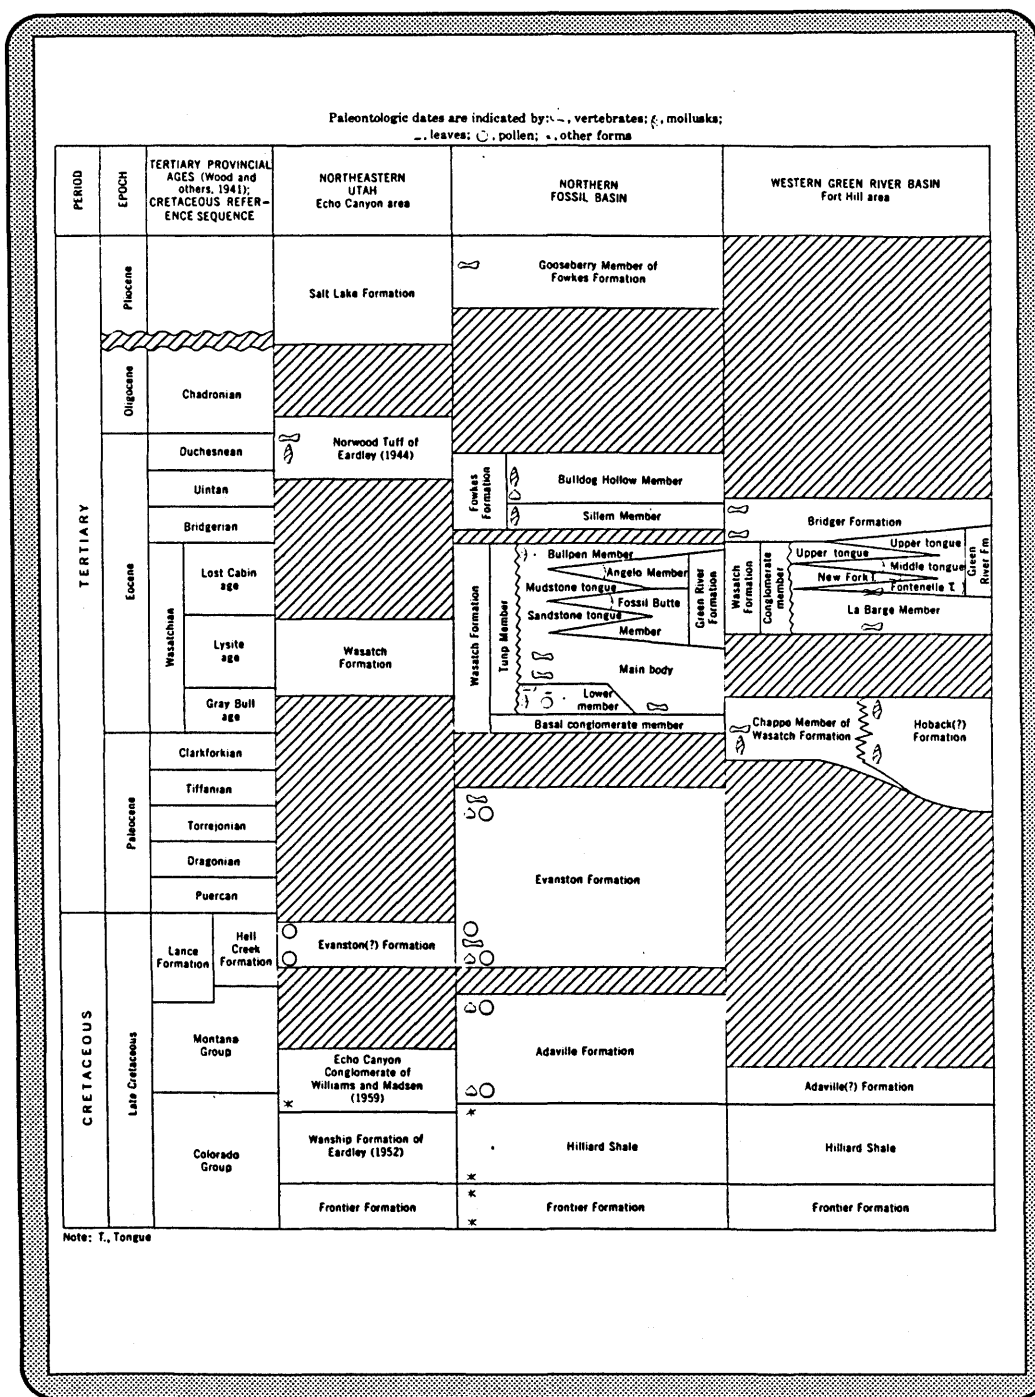 Paleontologic dates are indicated by: , vertebrates; , mollusks;
, leaves; , pollen; , other forms
PERIOD
EPOCH
TERTIARY PROVINCIAL
AGES (Wood and
others, 1941);
CRETACEOUS REFER-
ENCE SEQUENCE
NORTHEASTERN
UTAH
Echo Canyon area
NORTHERN
FOSSIL BASIN
WESTERN GREEN RIVER BASIN
Fort Hill area
TERTIARY
CRETACEOUS
Pliocene
Oligocene
Eocene
Paleocene
Late Cretaceous
Chadronian
Duchesnean
Uintan
Bridgerian
Wasatchian
Lost Cabin
age
Lysite
age
Gray Bull
age
Clarkforkian
Tiffanian
Torrejonian
Dragonian
Puercan
Lance
Formation
Hell
Creek
Formation
Montana
Group
Colorado
Group
Salt Lake Formation
Norwood Tuff of
Eardley (1944)
Wasatch
Formation
Evanston(?) Formation
Echo Canyon
Conglomerate of
Williams and Madsen
(1959)
*
Wanship Formation of
Eardley (1952)
Frontier Formation
Gooseberry Member of
Fowkes Formation
Fowkes
Formation
Bulldog Hollow Member
Sillem Member
Wasatch Formation
Tunp Member
Bullpen Member
Angelo Member
Mudstone tongue
Fossil Butte
Sandstone tongue
Member
Green River
Formation
Main body
Lower
member
Basal conglomerate member
Evanston Formation
Adaville Formation
*
Hilliard Shale
*
*
Frontier Formation
*
Bridger Formation
Wasatch
Formation
Conglomerate
member
Upper tongue
Upper tongue
Middle tongue
New Fork T.
Fontenelle T.
Green
River Fm
La Barge Member
Chappo Member of
Wasatch Formation
Hoback(?)
Formation
Adaville(?) Formation
Hilliard Shale
Frontier Formation
Note: T., Tongue